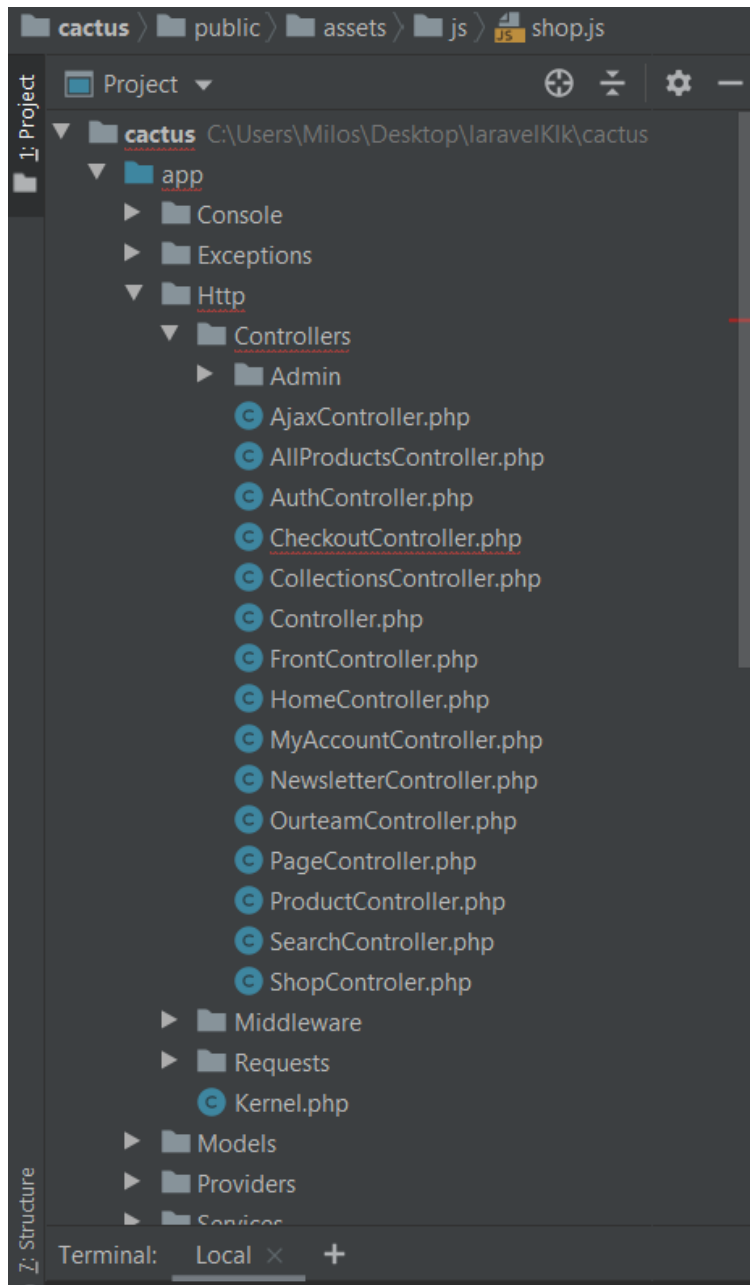 cactus 〉 public 〉 assets 〉 js 〉 shop.js
1: Project
Project
cactus C:\Users\Milos\Desktop\laravelKlk\cactus
app
Console
Exceptions
Http
Controllers
Admin
AjaxController.php
AllProductsController.php
AuthController.php
CheckoutController.php
CollectionsController.php
Controller.php
FrontController.php
HomeController.php
MyAccountController.php
NewsletterController.php
OurteamController.php
PageController.php
ProductController.php
SearchController.php
ShopControler.php
Middleware
Requests
Kernel.php
Models
Providers
Services
7: Structure
Terminal: Local × +